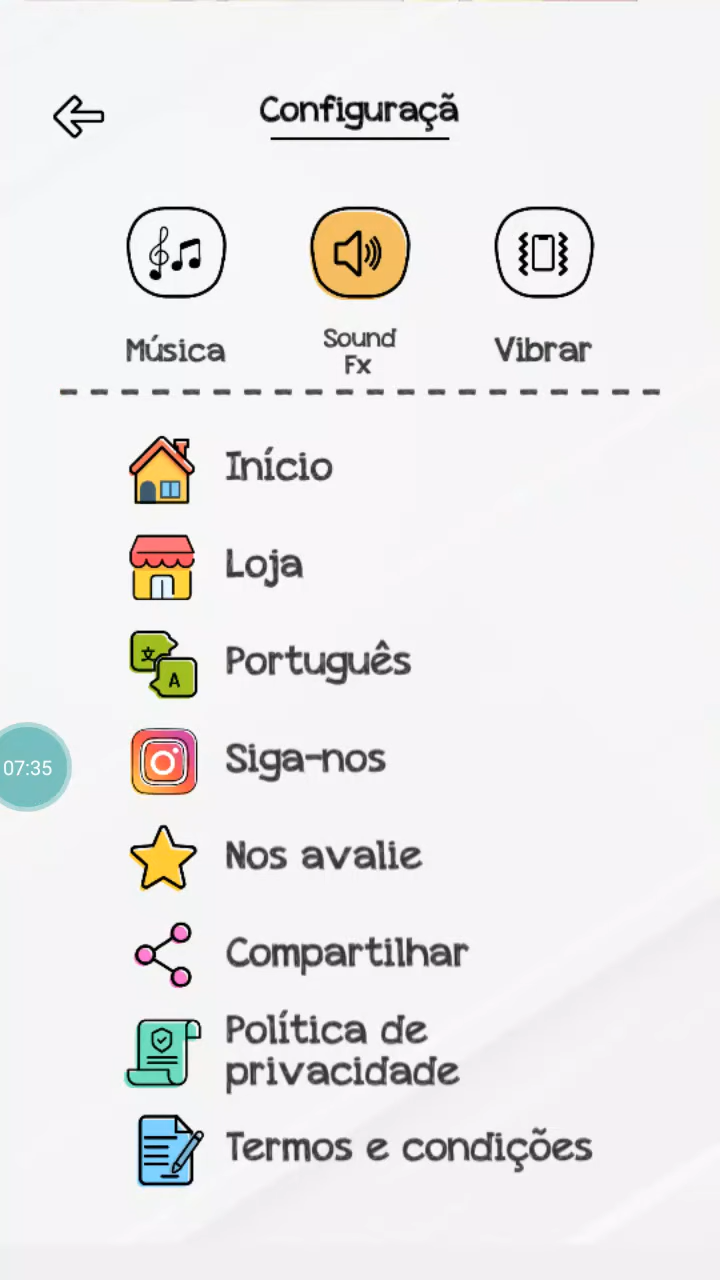 Configuraçã
Música
Sound
Fx
Vibrar
Início
Loja
文
A
Português
07:35
Siga-nos
Nos avalie
Compartilhar
Política de
privacidade
Termos e condições